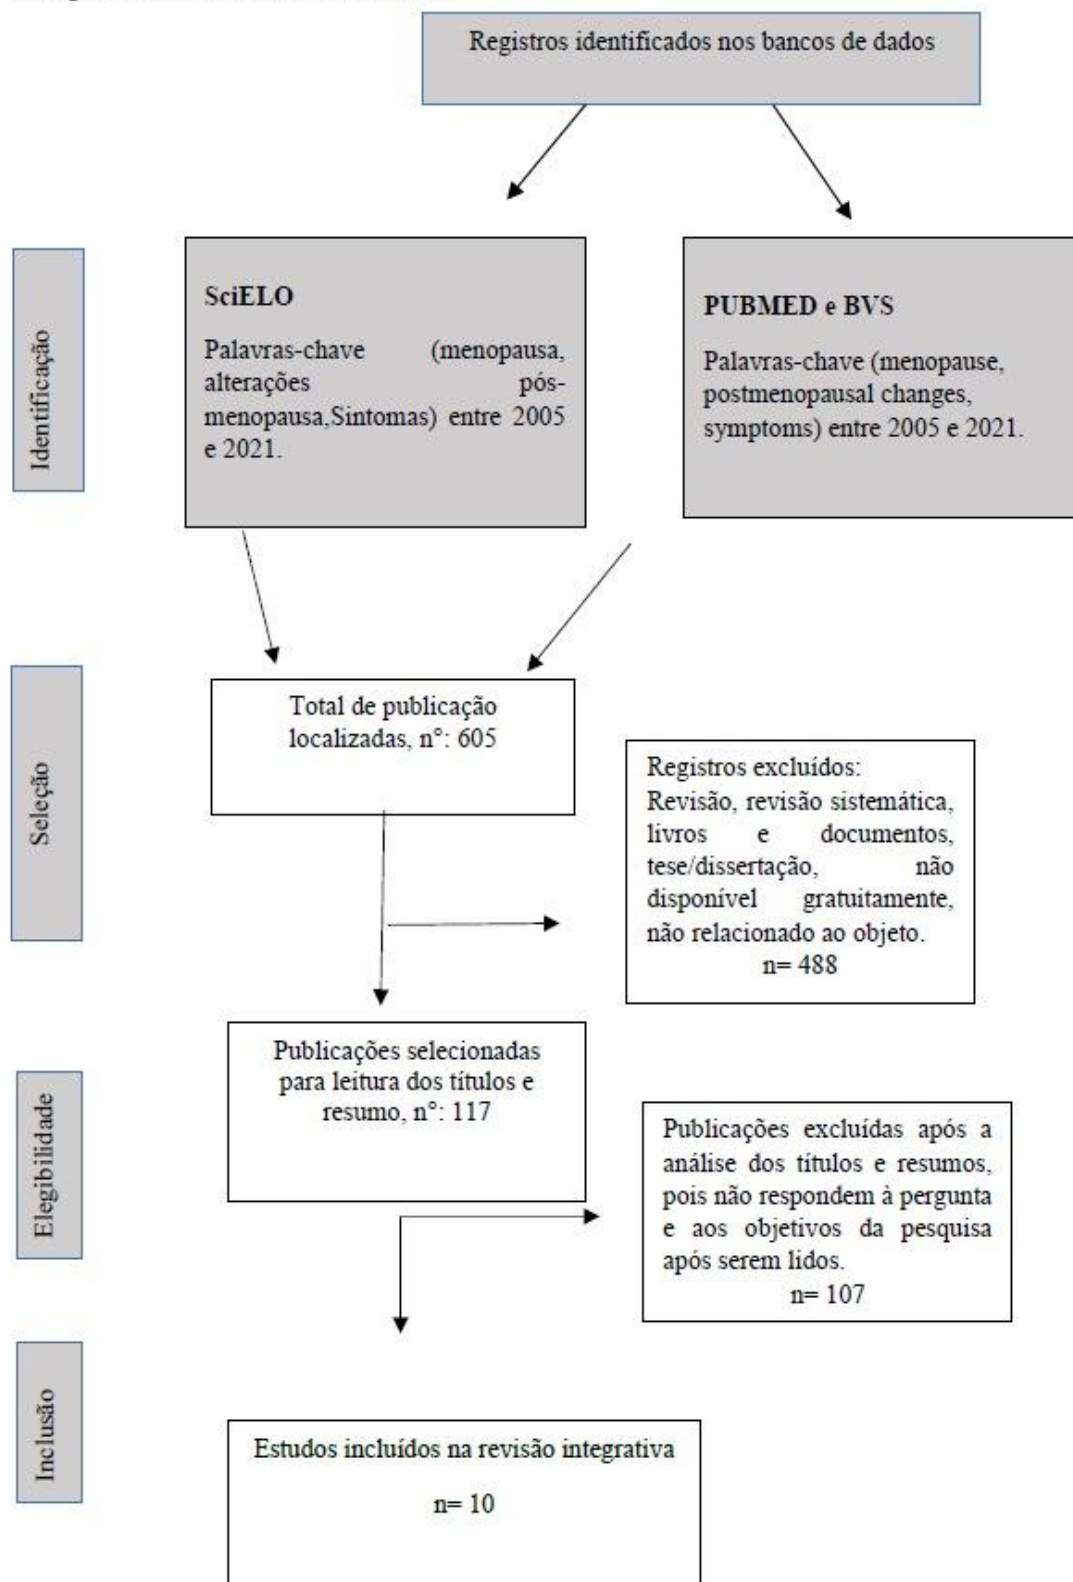 Registros identificados nos bancos de dados
Identificação
SciELO
Palavras-chave (menopausa,
alterações pós-
menopausa,Sintomas) entre 2005
e 2021.
PUBMED e BVS
Palavras-chave (menopause,
postmenopausal changes,
symptoms) entre 2005 e 2021.
Seleção
Total de publicação
localizadas, n°: 605
Registros excluídos:
Revisão, revisão sistemática,
livros e documentos,
tese/dissertação, não
disponível gratuitamente,
não relacionado ao objeto.
n= 488
Elegibilidade
Publicações selecionadas
para leitura dos títulos e
resumo, n°: 117
Publicações excluídas após a
análise dos títulos e resumos,
pois não respondem à pergunta
e aos objetivos da pesquisa
após serem lidos.
n= 107
Inclusão
Estudos incluídos na revisão integrativa
n= 10